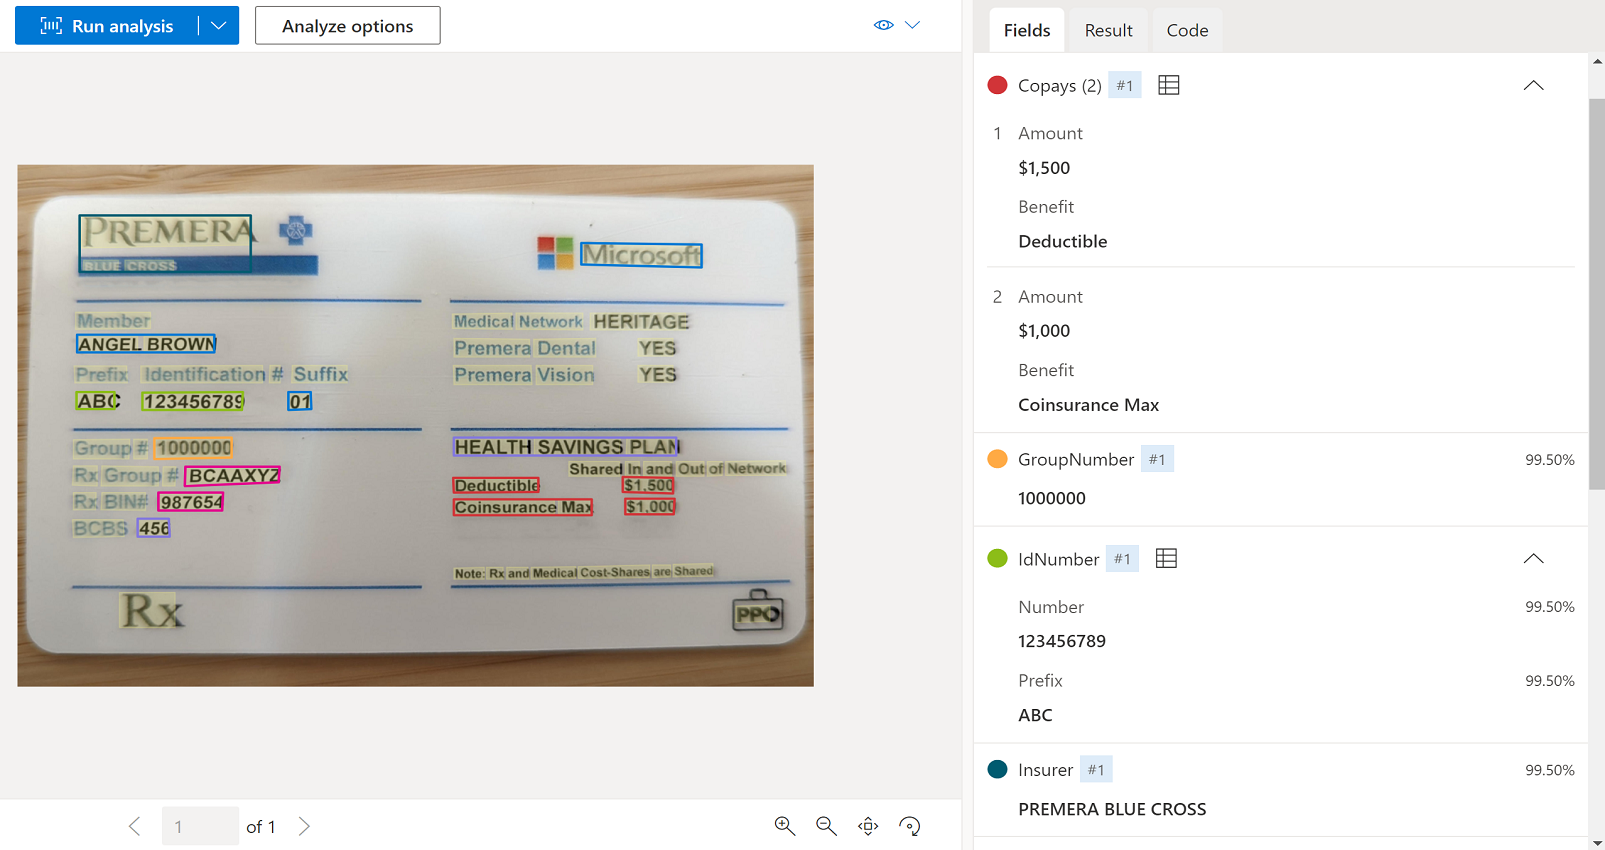 Run analysis
Analyze options
PREMERA
BLUE CROSS
Microsoft
Member
ANGEL BROWN
Prefix Identification # Suffix
ABC 123456789 01
Group # 1000000
Rx Group # BCAAXYZ
Rx BIN# 987654
BCBS 456
Rx
Medical Network HERITAGE
Premera Dental YES
Premera Vision YES
HEALTH SAVINGS PLAN
Shared In and Out of Network
Deductible $1,500
Coinsurance Max $1,000
Note: Rx and Medical Cost-Shares are Shared
PPO
1 of 1
Fields Result Code
Copays (2) #1
1 Amount
$1,500
Benefit
Deductible
2 Amount
$1,000
Benefit
Coinsurance Max
GroupNumber #1 99.50%
1000000
IdNumber #1
Number 99.50%
123456789
Prefix 99.50%
ABC
Insurer #1 99.50%
PREMERA BLUE CROSS